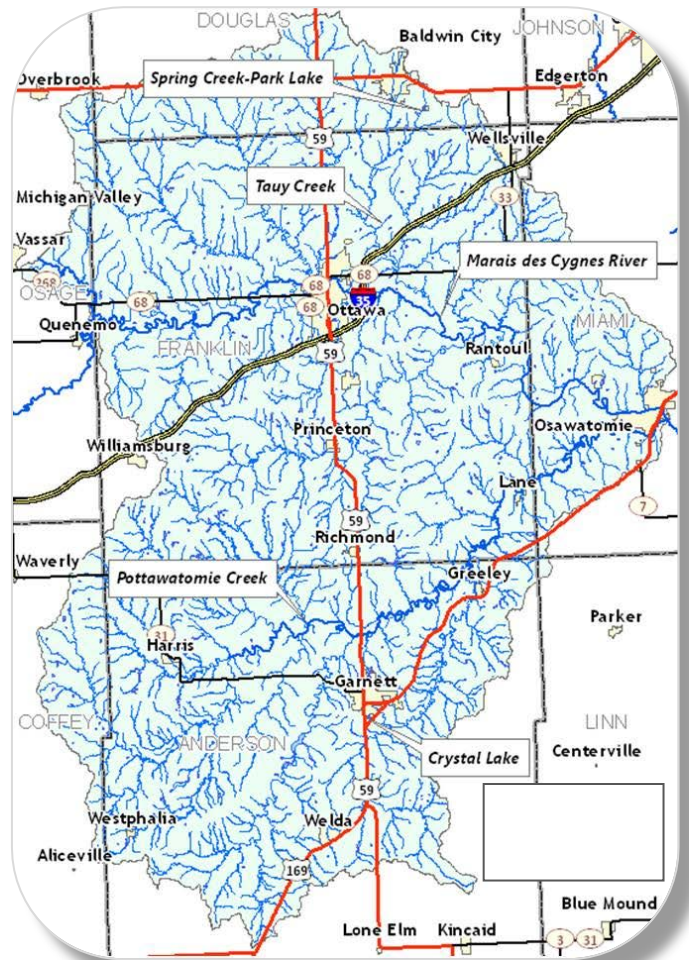 DOUGLAS
Baldwin City
JOHNSON
Overbrook
Spring Creek-Park Lake
Edgerton
59
Wellsville
Tauy Creek
Michigan Valley
33
Vassar
Marais des Cygnes River
268
68
OSAGE
68
68
68
35
Ottawa
Quenemo
MIAMI
FRANKLIN
59
Rantoul
Princeton
Osawatomie
Williamsburg
Lane
7
59
Richmond
Waverly
Greeley
Pottawatomie Creek
Parker
31
Harris
Garnett
COFFEY
LINN
ANDERSON
Centerville
Crystal Lake
59
Westphalia
Welda
Aliceville
169
Blue Mound
Lone Elm
Kincaid
3
31